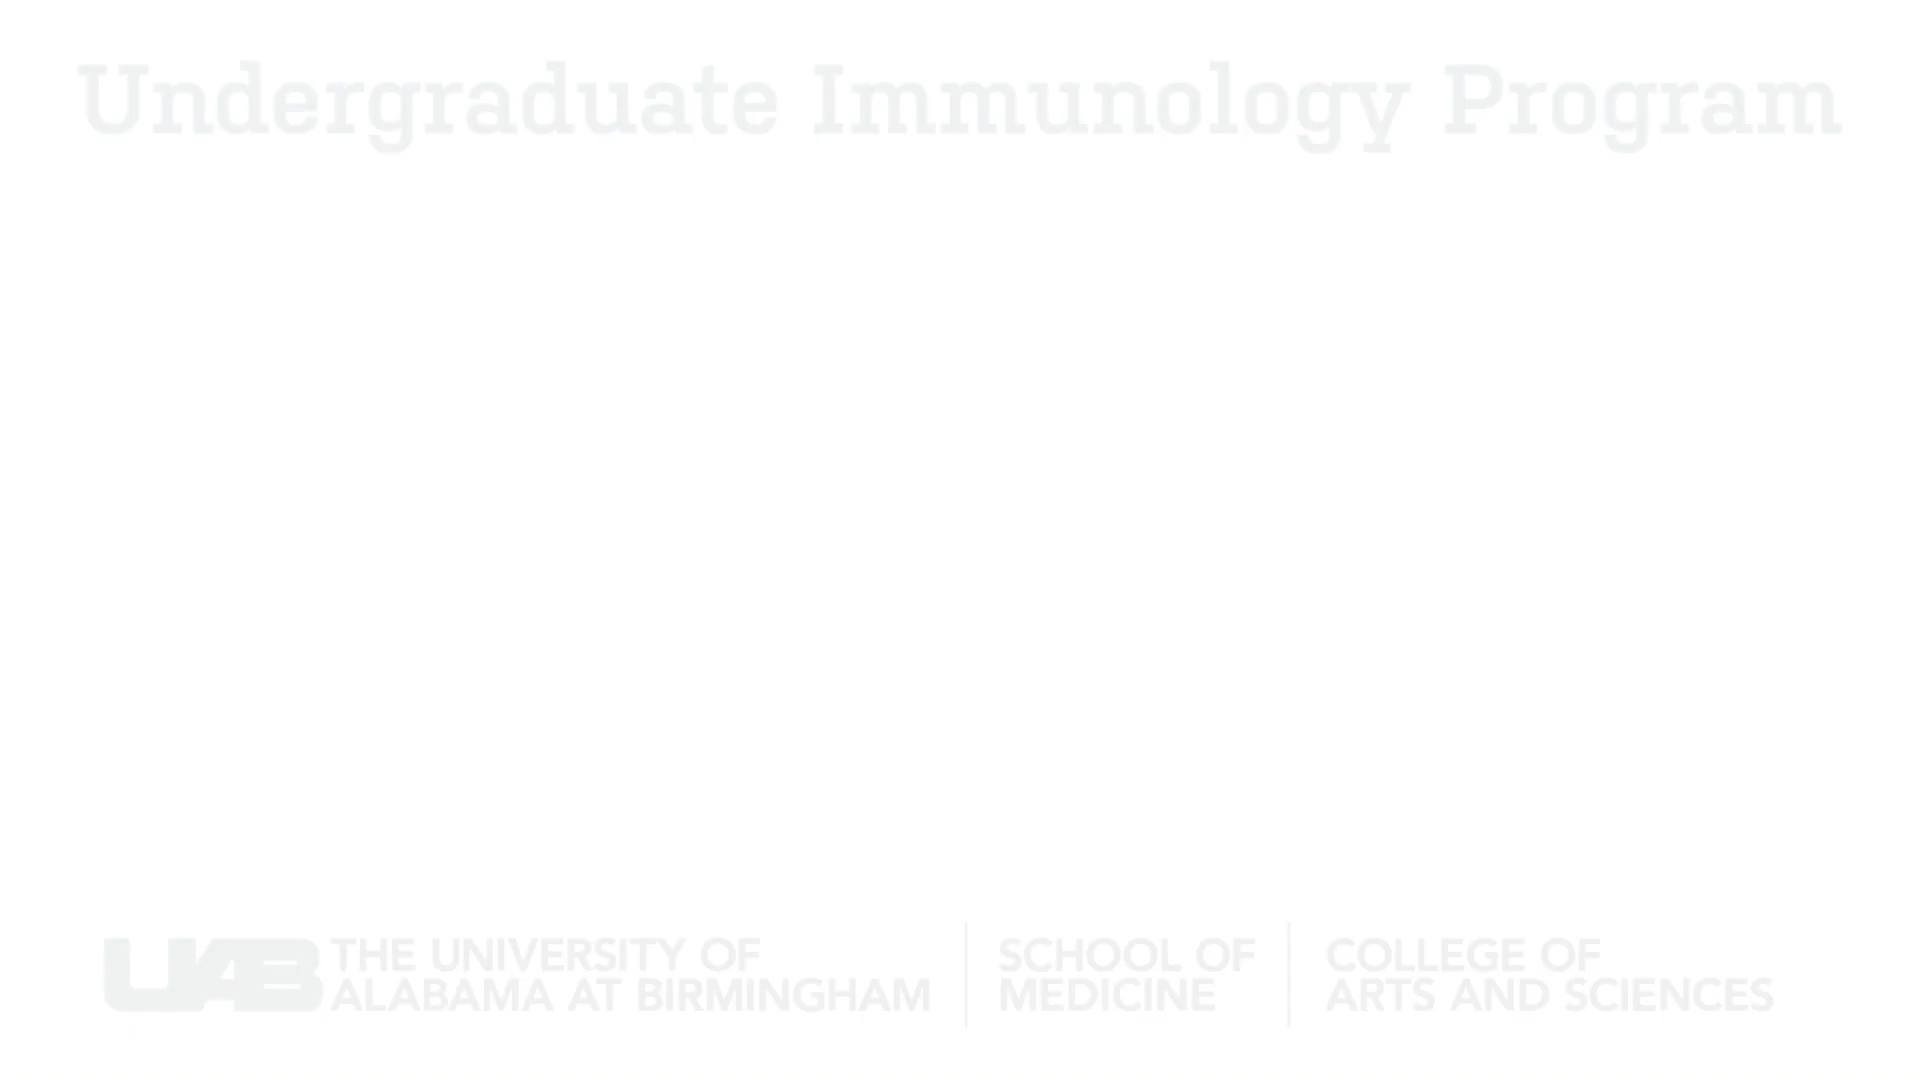 Undergraduate Immunology Program
UAB THE UNIVERSITY OF
ALABAMA AT BIRMINGHAM
SCHOOL OF
MEDICINE
COLLEGE OF
ARTS AND SCIENCES